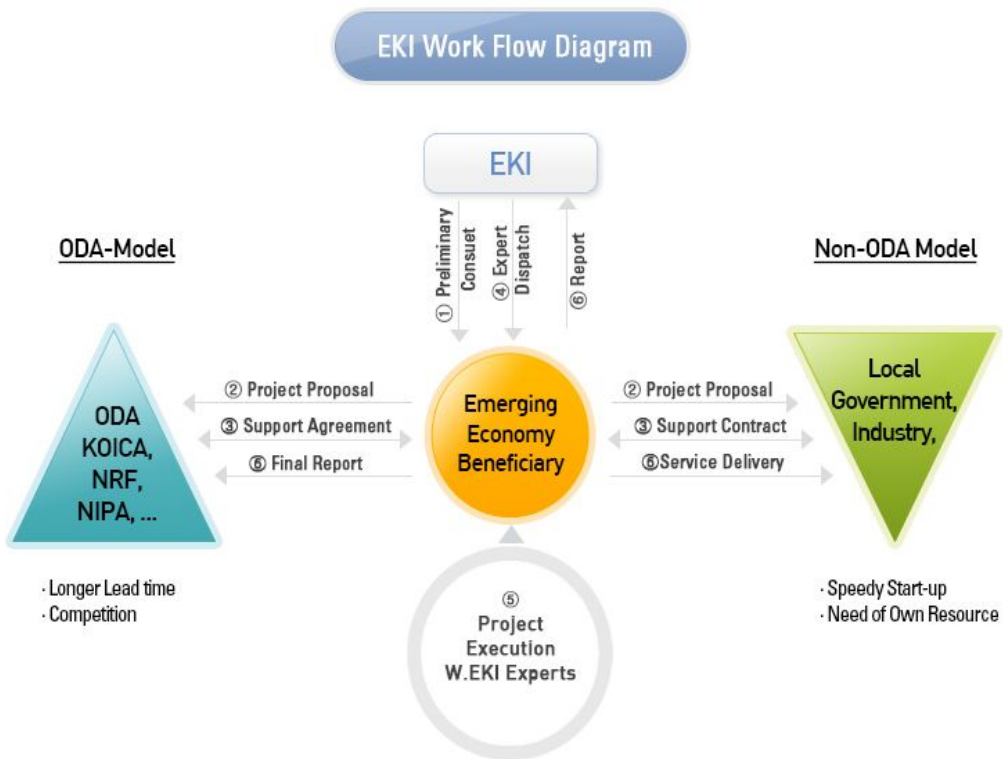 EKI Work Flow Diagram
EKI
① Preliminary
Consuet
④ Expert
Dispatch
⑥ Report
ODA-Model
Non-ODA Model
ODA
KOICA,
NRF,
NIPA, ...
② Project Proposal
③ Support Agreement
⑥ Final Report
Emerging
Economy
Beneficiary
② Project Proposal
③ Support Contract
⑥Service Delivery
Local
Government,
Industry,
· Longer Lead time
· Competition
⑤
Project
Execution
W.EKI Experts
· Speedy Start-up
· Need of Own Resource